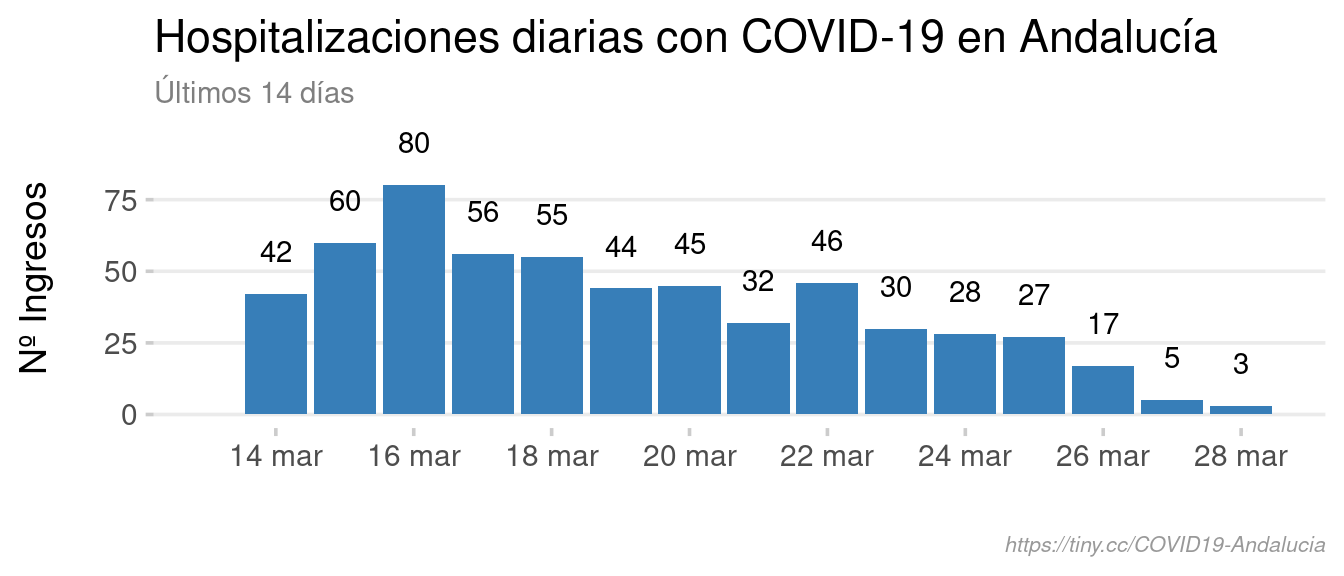 Hospitalizaciones diarias con COVID-19 en Andalucía
Últimos 14 días
Nº Ingresos
75
50
25
0
42
60
80
56
55
44
45
32
46
30
28
27
17
5
3
14 mar
16 mar
18 mar
20 mar
22 mar
24 mar
26 mar
28 mar
https://tiny.cc/COVID19-Andalucia